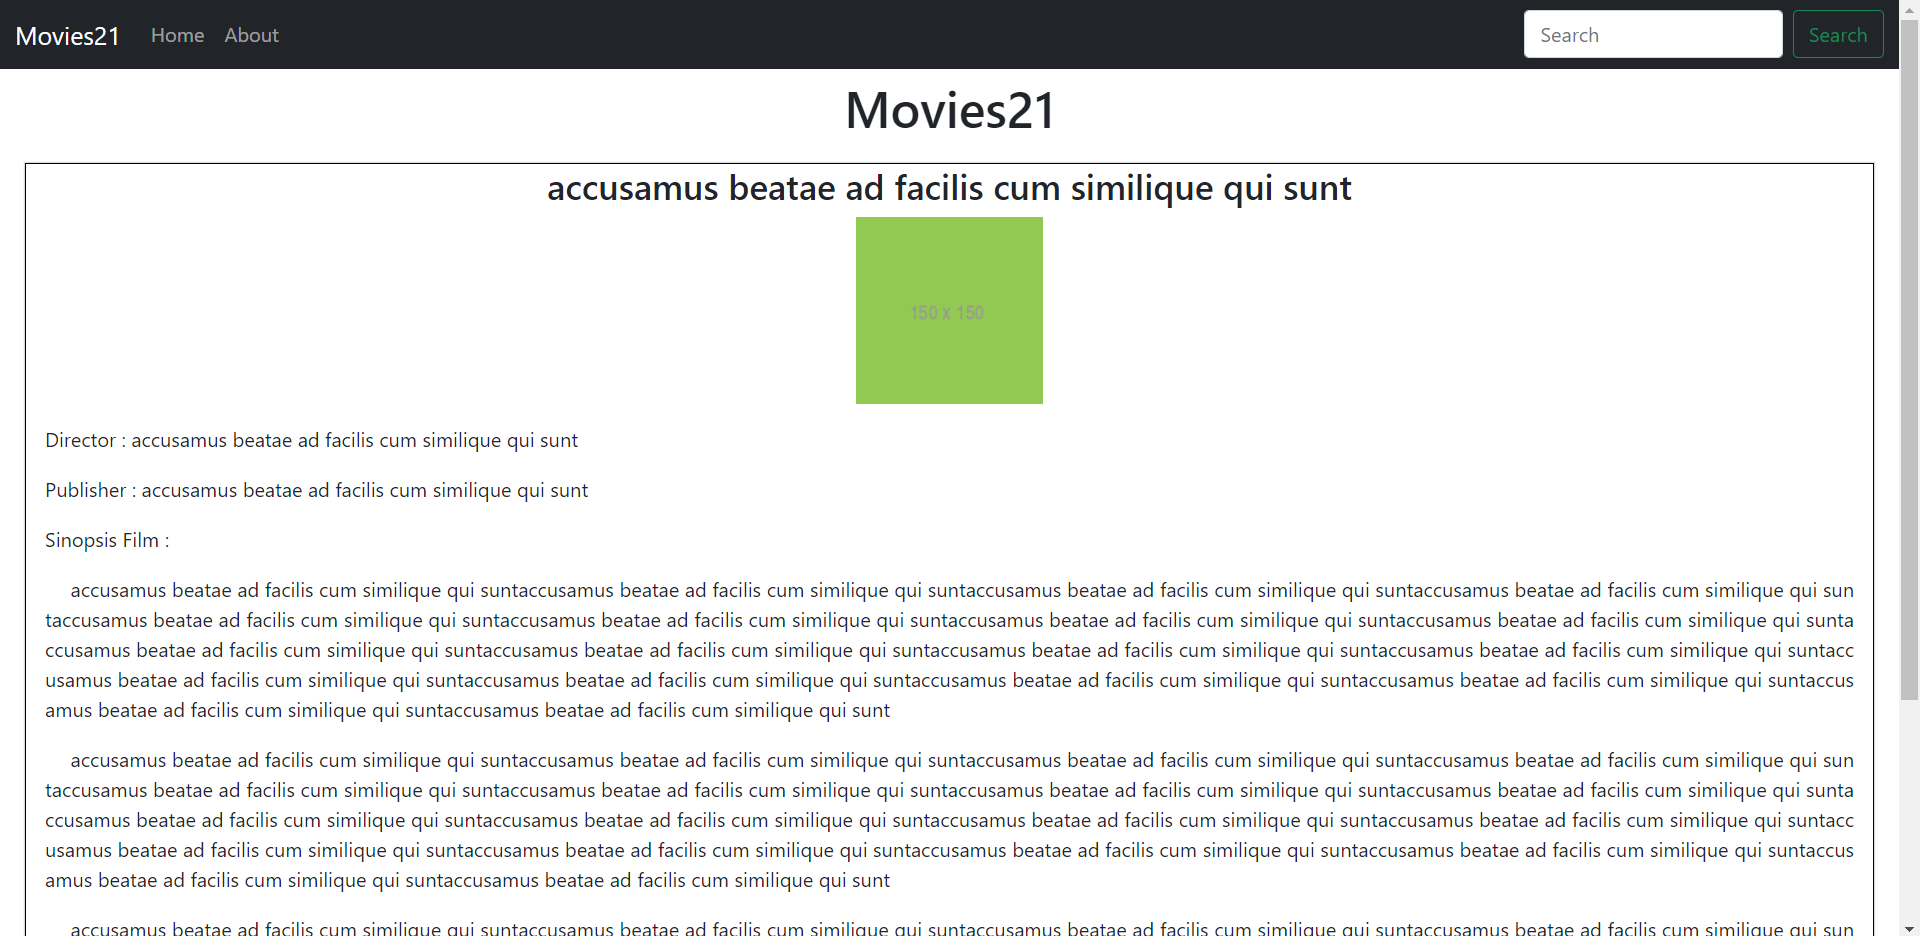 Movies21 Home About Search Search
Movies21
accusamus beatae ad facilis cum similique qui sunt
150 x 150
Director : accusamus beatae ad facilis cum similique qui sunt
Publisher : accusamus beatae ad facilis cum similique qui sunt
Sinopsis Film :
accusamus beatae ad facilis cum similique qui suntaccusamus beatae ad facilis cum similique qui suntaccusamus beatae ad facilis cum similique qui suntaccusamus beatae ad facilis cum similique qui sun
taccusamus beatae ad facilis cum similique qui suntaccusamus beatae ad facilis cum similique qui suntaccusamus beatae ad facilis cum similique qui suntaccusamus beatae ad facilis cum similique qui sunta
ccusamus beatae ad facilis cum similique qui suntaccusamus beatae ad facilis cum similique qui suntaccusamus beatae ad facilis cum similique qui suntaccusamus beatae ad facilis cum similique qui suntacc
usamus beatae ad facilis cum similique qui suntaccusamus beatae ad facilis cum similique qui suntaccusamus beatae ad facilis cum similique qui suntaccusamus beatae ad facilis cum similique qui suntaccus
amus beatae ad facilis cum similique qui suntaccusamus beatae ad facilis cum similique qui sunt
accusamus beatae ad facilis cum similique qui suntaccusamus beatae ad facilis cum similique qui suntaccusamus beatae ad facilis cum similique qui suntaccusamus beatae ad facilis cum similique qui sun
taccusamus beatae ad facilis cum similique qui suntaccusamus beatae ad facilis cum similique qui suntaccusamus beatae ad facilis cum similique qui suntaccusamus beatae ad facilis cum similique qui sunta
ccusamus beatae ad facilis cum similique qui suntaccusamus beatae ad facilis cum similique qui suntaccusamus beatae ad facilis cum similique qui suntaccusamus beatae ad facilis cum similique qui suntacc
usamus beatae ad facilis cum similique qui suntaccusamus beatae ad facilis cum similique qui suntaccusamus beatae ad facilis cum similique qui suntaccusamus beatae ad facilis cum similique qui suntaccus
amus beatae ad facilis cum similique qui suntaccusamus beatae ad facilis cum similique qui sunt
accusamus beatae ad facilis cum similique qui suntaccusamus beatae ad facilis cum similique qui suntaccusamus beatae ad facilis cum similique qui suntaccusamus beatae ad facilis cum similique qui sun